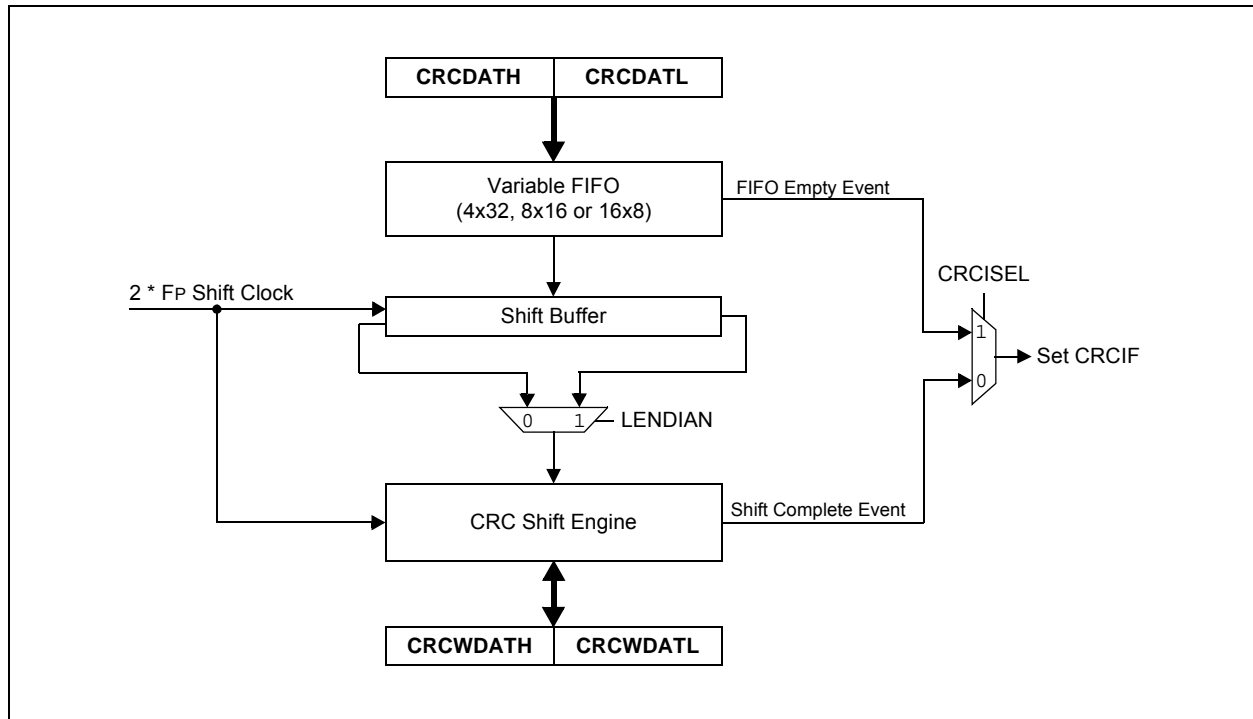 CRCDATH CRCDATL
Variable FIFO
(4x32, 8x16 or 16x8)
FIFO Empty Event
CRCISEL
2 * FP Shift Clock
Shift Buffer
1
Set CRCIF
0
0 1
LENDIAN
CRC Shift Engine
Shift Complete Event
CRCWDATH CRCWDATL